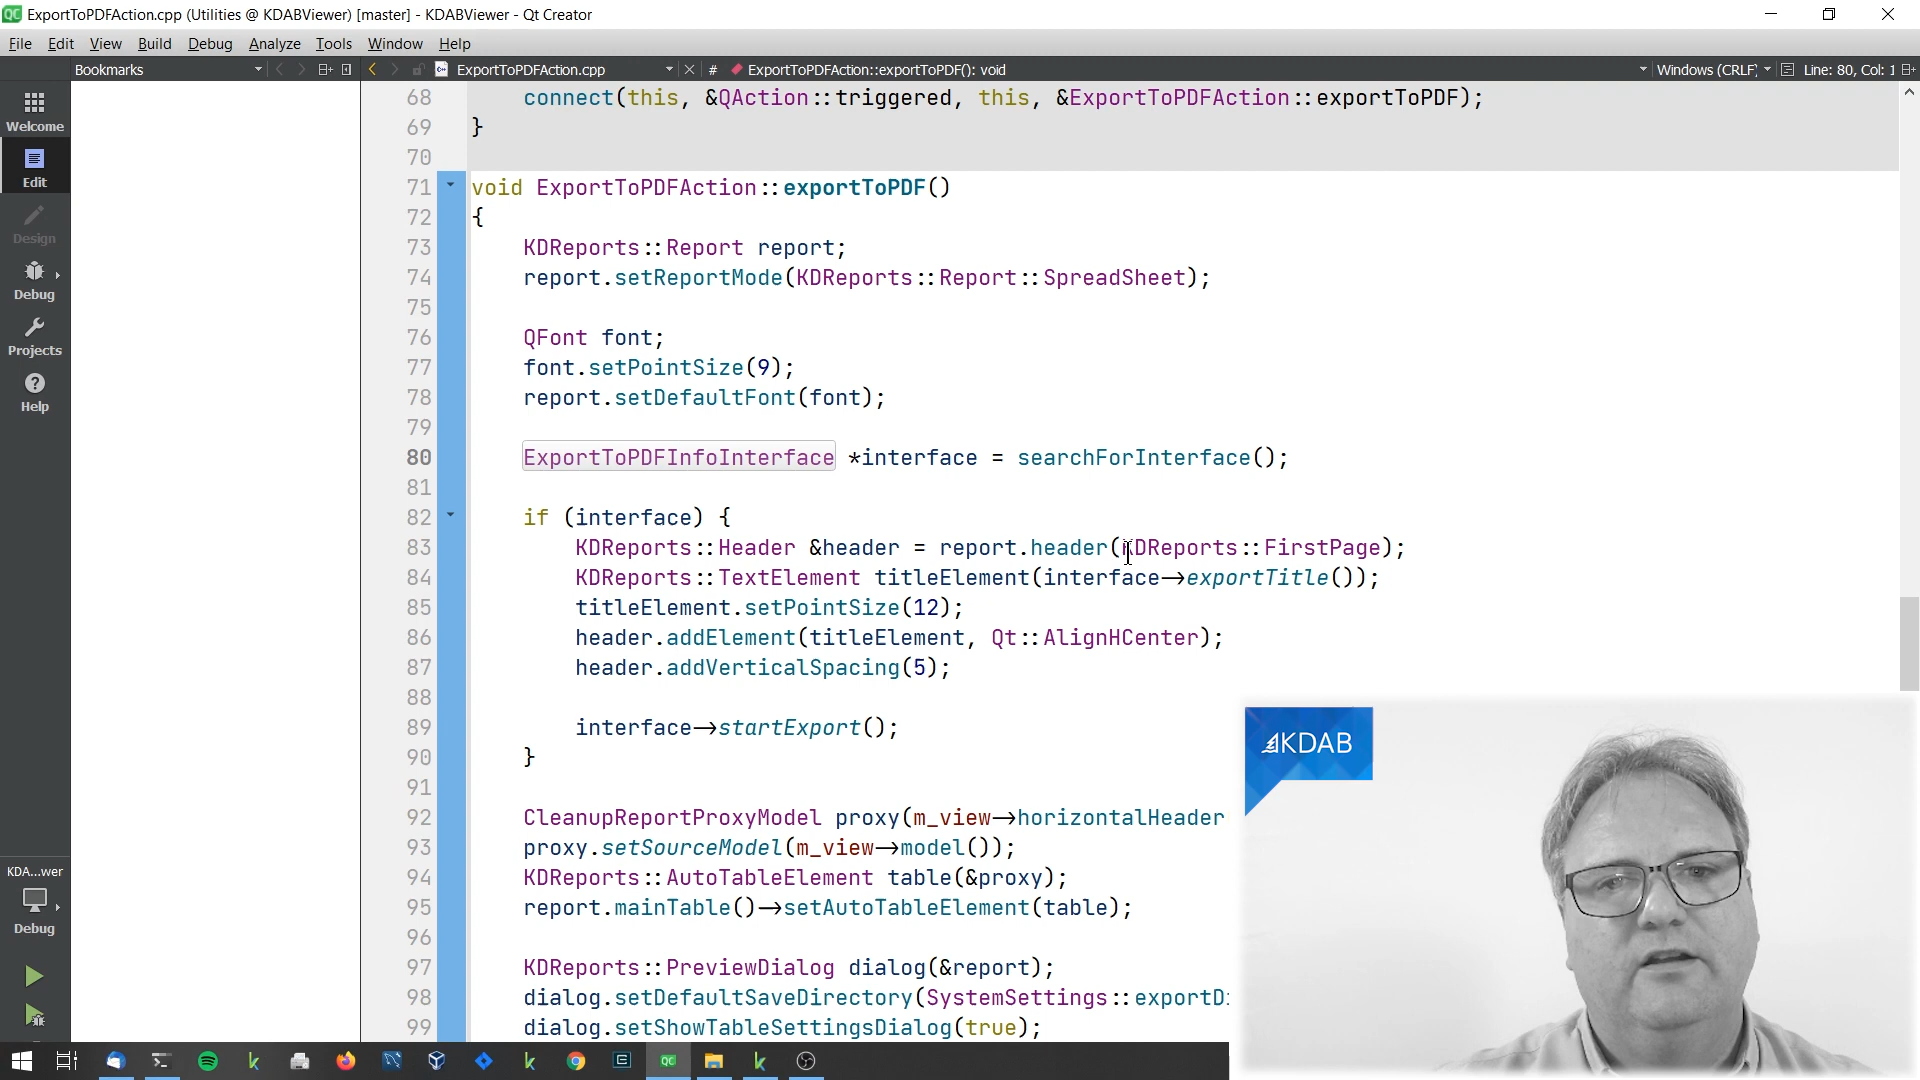 ExportToPDFAction.cpp (Utilities @ KDABViewer) [master] - KDABViewer - Qt Creator
File Edit View Build Debug Analyze Tools Window Help
Bookmarks ExportToPDFAction.cpp # ExportToPDFAction::exportToPDF(): void Windows (CRLF) Line: 80, Col: 1
Welcome
Edit
Design
Debug
Projects
Help
KDA...wer
Debug
68 connect(this, &QAction::triggered, this, &ExportToPDFAction::exportToPDF);
69 }
70
71 void ExportToPDFAction::exportToPDF()
72 {
73 KDReports::Report report;
74 report.setReportMode(KDReports::Report::SpreadSheet);
75
76 QFont font;
77 font.setPointSize(9);
78 report.setDefaultFont(font);
79
80 ExportToPDFInfoInterface *interface = searchForInterface();
81
82 if (interface) {
83 KDReports::Header &header = report.header(KDReports::FirstPage);
84 KDReports::TextElement titleElement(interface→exportTitle());
85 titleElement.setPointSize(12);
86 header.addElement(titleElement, Qt::AlignHCenter);
87 header.addVerticalSpacing(5);
88
89 interface→startExport();
90 }
91
92 CleanupReportProxyModel proxy(m_view→horizontalHeader
93 proxy.setSourceModel(m_view→model());
94 KDReports::AutoTableElement table(&proxy);
95 report.mainTable()→setAutoTableElement(table);
96
97 KDReports::PreviewDialog dialog(&report);
98 dialog.setDefaultSaveDirectory(SystemSettings::exportD
99 dialog.setShowTableSettingsDialog(true);
KDAB